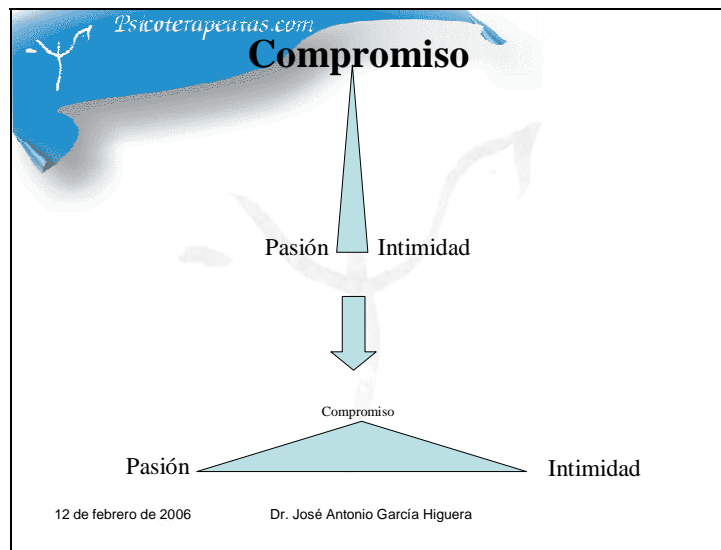 Psicoterapeutas.com
Compromiso
Pasión Intimidad
Compromiso
Pasión Intimidad
12 de febrero de 2006 Dr. José Antonio García Higuera